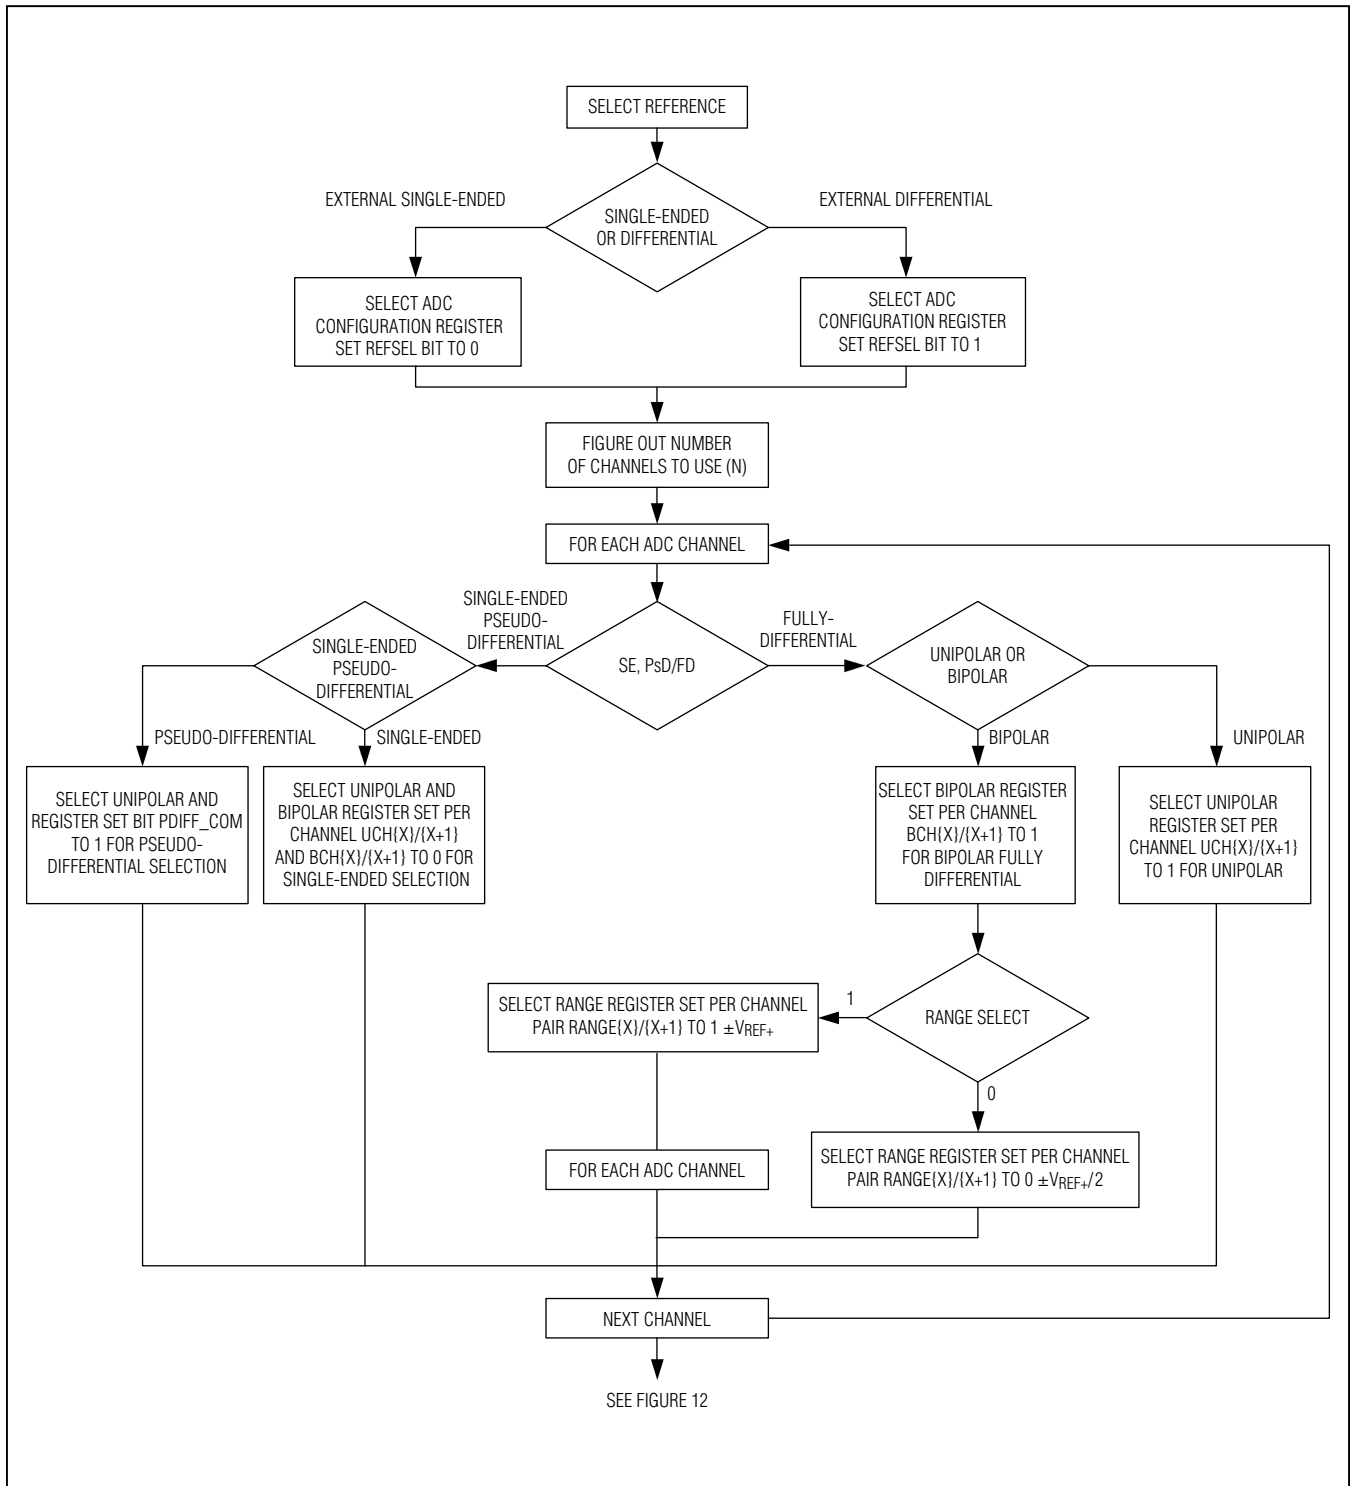 SELECT REFERENCE
EXTERNAL SINGLE-ENDED
EXTERNAL DIFFERENTIAL
SINGLE-ENDED
OR DIFFERENTIAL
SELECT ADC
CONFIGURATION REGISTER
SET REFSEL BIT TO 0
SELECT ADC
CONFIGURATION REGISTER
SET REFSEL BIT TO 1
FIGURE OUT NUMBER
OF CHANNELS TO USE (N)
FOR EACH ADC CHANNEL
SINGLE-ENDED
PSEUDO-
DIFFERENTIAL
SINGLE-ENDED
PSEUDO-
DIFFERENTIAL
SE, PsD/FD
FULLY-
DIFFERENTIAL
UNIPOLAR OR
BIPOLAR
PSEUDO-DIFFERENTIAL
SINGLE-ENDED
BIPOLAR
UNIPOLAR
SELECT UNIPOLAR AND
REGISTER SET BIT PDIFF_COM
TO 1 FOR PSEUDO-
DIFFERENTIAL SELECTION
SELECT UNIPOLAR AND
BIPOLAR REGISTER SET PER
CHANNEL UCH{X}/{X+1}
AND BCH{X}/{X+1} TO 0 FOR
SINGLE-ENDED SELECTION
SELECT BIPOLAR REGISTER
SET PER CHANNEL
BCH{X}/{X+1} TO 1
FOR BIPOLAR FULLY
DIFFERENTIAL
SELECT UNIPOLAR
REGISTER SET PER
CHANNEL UCH{X}/{X+1}
TO 1 FOR UNIPOLAR
SELECT RANGE REGISTER SET PER CHANNEL
PAIR RANGE{X}/{X+1} TO 1 ±VREF+
1
RANGE SELECT
0
FOR EACH ADC CHANNEL
SELECT RANGE REGISTER SET PER CHANNEL
PAIR RANGE{X}/{X+1} TO 0 ±VREF+/2
NEXT CHANNEL
SEE FIGURE 12